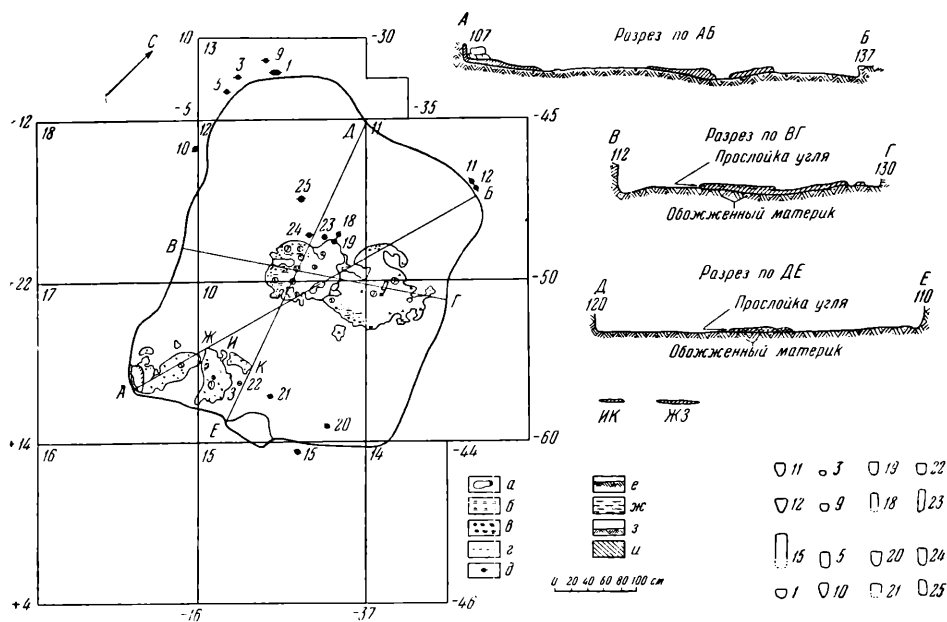 С
10
13
-30
3
9
1
5
-12
18
-5
12
10
-35
Д
11
-45
11
12
Б
25
24
23
18
19
В
-22
17
10
-50
Г
Ж
И
К
А
3
22
21
Е
20
+14
16
15
15
14
-44
-60
+4
-16
-37
-46
А
107
Разрез по АБ
Б
137
В
112
Разрез по ВГ
Прослойка угля
Г
130
Обожженный материк
Разрез по ДЕ
Д
120
Прослойка угля
Е
110
Обожженный материк
ИК
ЖЗ
а
б
в
г
д
е
ж
з
и
0 20 40 60 80 100 см
11 3 19 22
12 9 18 23
15 5 20 24
1 10 21 25